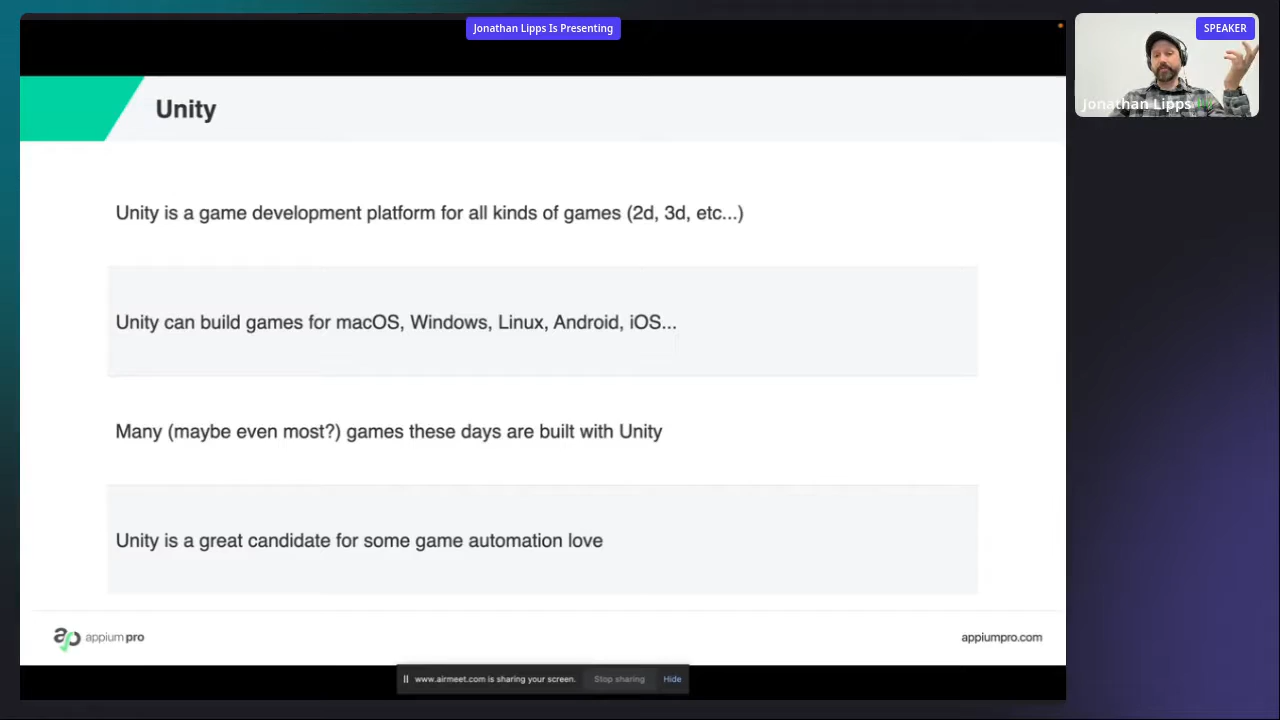 Jonathan Lipps Is Presenting
SPEAKER
Jonathan Lipps
Unity
Unity is a game development platform for all kinds of games (2d, 3d, etc...)
Unity can build games for macOS, Windows, Linux, Android, iOS...
Many (maybe even most?) games these days are built with Unity
Unity is a great candidate for some game automation love
appium pro
appiumpro.com
www.airmeet.com is sharing your screen.
Stop sharing
Hide